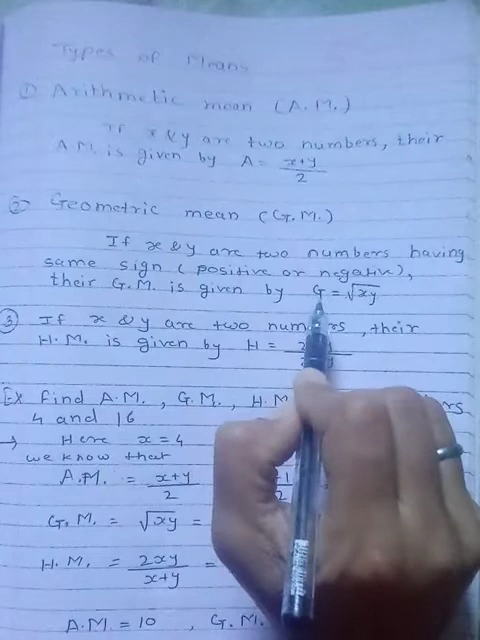 Types of Means
① Arithmetic mean (A.M.)
If x & y are two numbers, their
A.M. is given by A = x+y/2
② Geometric mean (G.M.)
If x & y are two numbers having
same sign (positive or negative),
their G.M. is given by G = √xy
③ If x & y are two , their
H.M. is given by H = 2
Ex Find A.M., G.M., H.M
4 and 16
→ Here x = 4
we know that
A.M. = x+y/2
G.M. = √xy =
H.M. = 2xy/x+y =
A.M. = 10 , G.M.